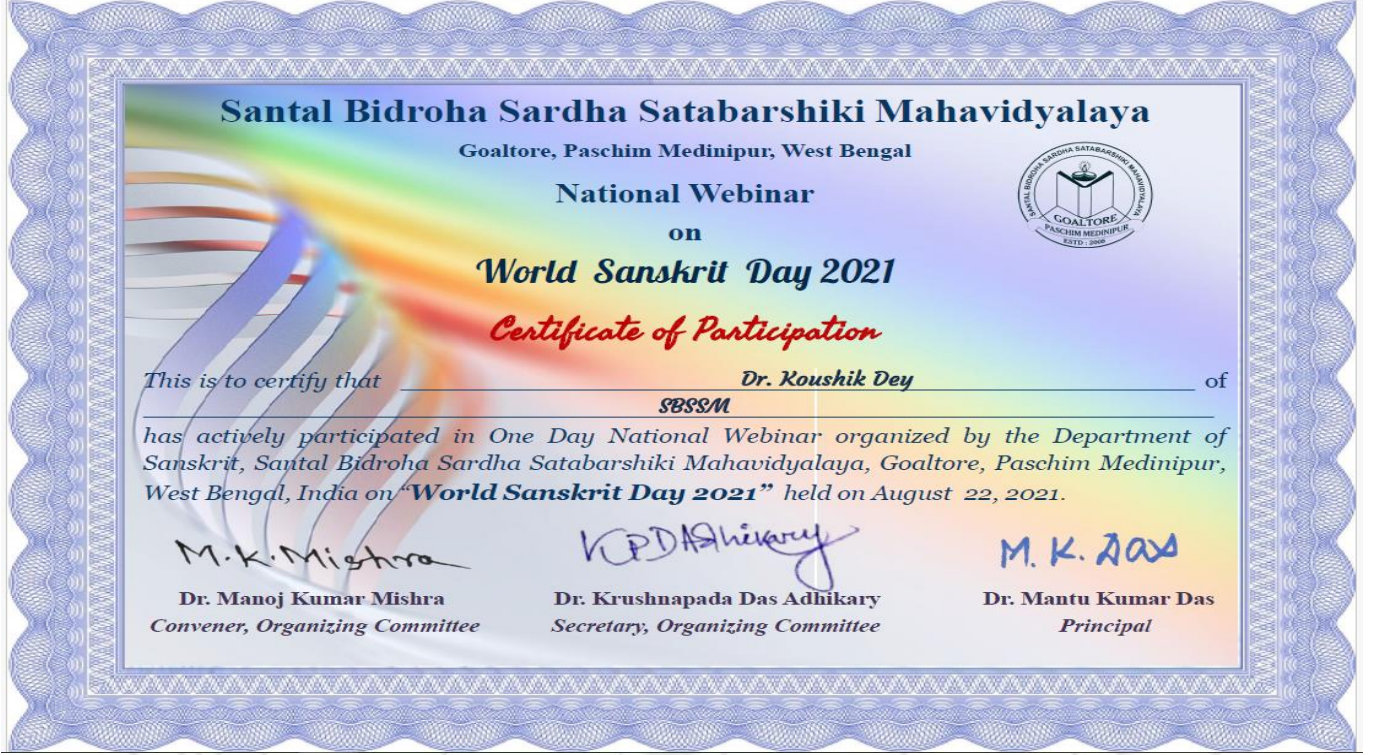 Santal Bidroha Sardha Satabarshiki Mahavidyalaya
Goaltore, Paschim Medinipur, West Bengal
SANTAL BIDROHA SARDHA SATABARSHIKI MAHAVIDYALAYA
GOALTORE
PASCHIM MEDINIPUR
ESTD : 2006
National Webinar
on
World Sanskrit Day 2021
Certificate of Participation
This is to certify that Dr. Koushik Dey of
SBSSM
has actively participated in One Day National Webinar organized by the Department of
Sanskrit, Santal Bidroha Sardha Satabarshiki Mahavidyalaya, Goaltore, Paschim Medinipur,
West Bengal, India on “World Sanskrit Day 2021” held on August 22, 2021.
M.K.Mishra KPDAdhikary M. K. Das
Dr. Manoj Kumar Mishra Dr. Krushnapada Das Adhikary Dr. Mantu Kumar Das
Convener, Organizing Committee Secretary, Organizing Committee Principal